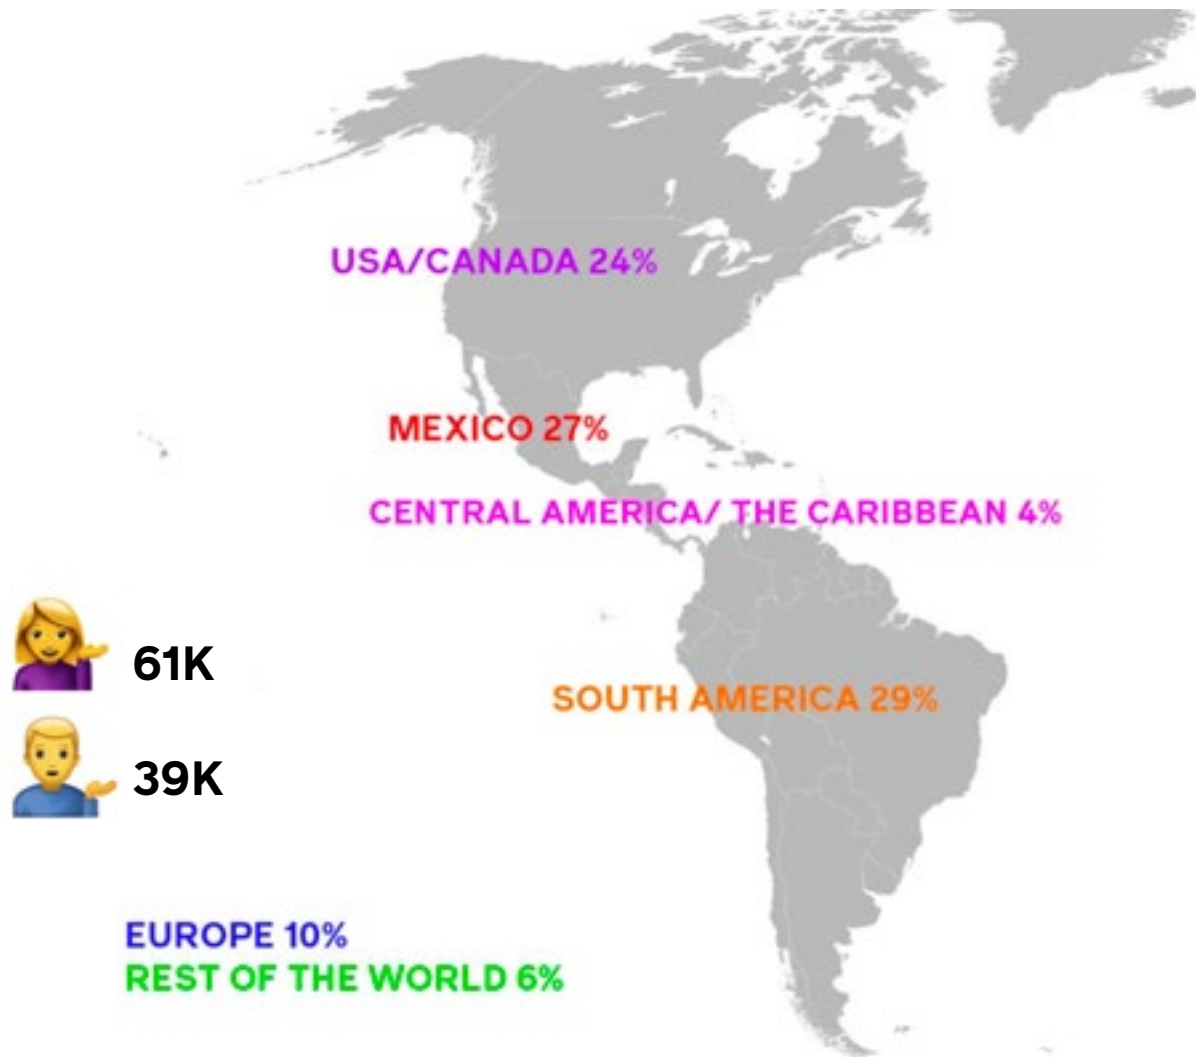 USA/CANADA 24%
MEXICO 27%
CENTRAL AMERICA/ THE CARIBBEAN 4%
61K
SOUTH AMERICA 29%
39K
EUROPE 10%
REST OF THE WORLD 6%